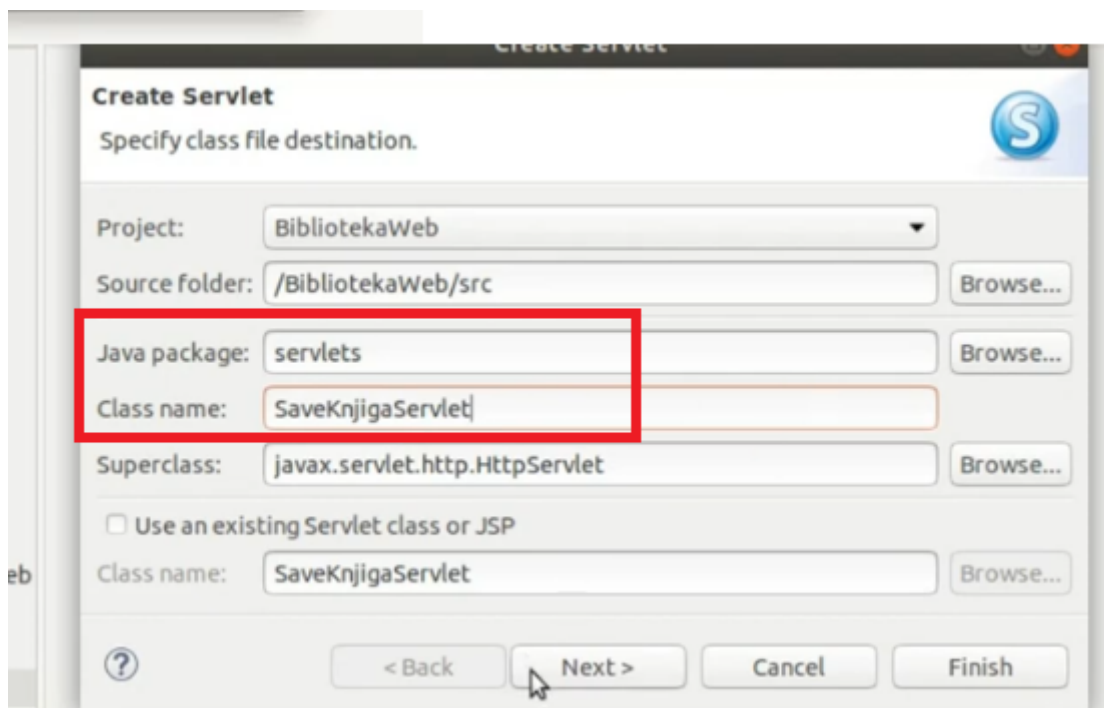 Create Servlet
Create Servlet
Specify class file destination.
Project: BibliotekaWeb
Source folder: /BibliotekaWeb/src Browse...
Java package: servlets Browse...
Class name: SaveKnjigaServlet
Superclass: javax.servlet.http.HttpServlet Browse...
Use an existing Servlet class or JSP
eb Class name: SaveKnjigaServlet Browse...
? < Back Next > Cancel Finish